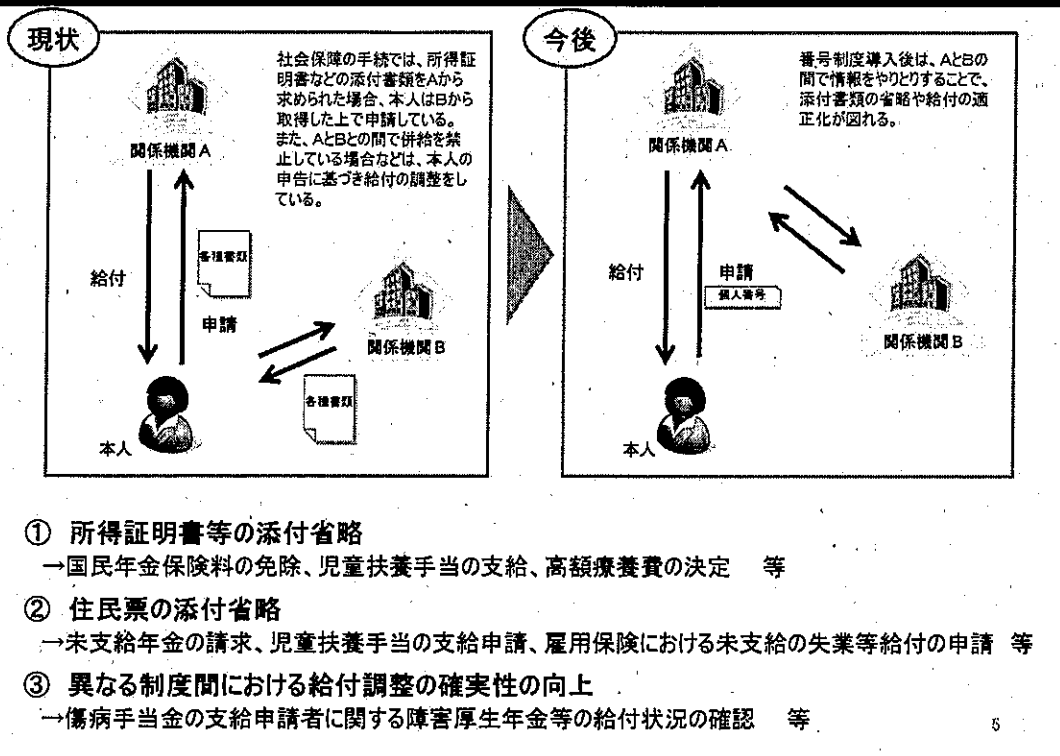 現状
社会保障の手続では、所得証
明書などの添付書類をAから
求められた場合、本人はBから
取得した上で申請している。
また、AとBとの間で併給を禁
止している場合などは、本人の
申告に基づき給付の調整をし
ている。
関係機関A
給付
各種書類
申請
関係機関B
各種書類
本人
今後
番号制度導入後は、AとBの
間で情報をやりとりすることで、
添付書類の省略や給付の適
正化が図れる。
関係機関A
給付
申請
個人番号
関係機関B
本人
① 所得証明書等の添付省略
→国民年金保険料の免除、児童扶養手当の支給、高額療養費の決定 等
② 住民票の添付省略
→未支給年金の請求、児童扶養手当の支給申請、雇用保険における未支給の失業等給付の申請 等
③ 異なる制度間における給付調整の確実性の向上
→傷病手当金の支給申請者に関する障害厚生年金等の給付状況の確認 等
5